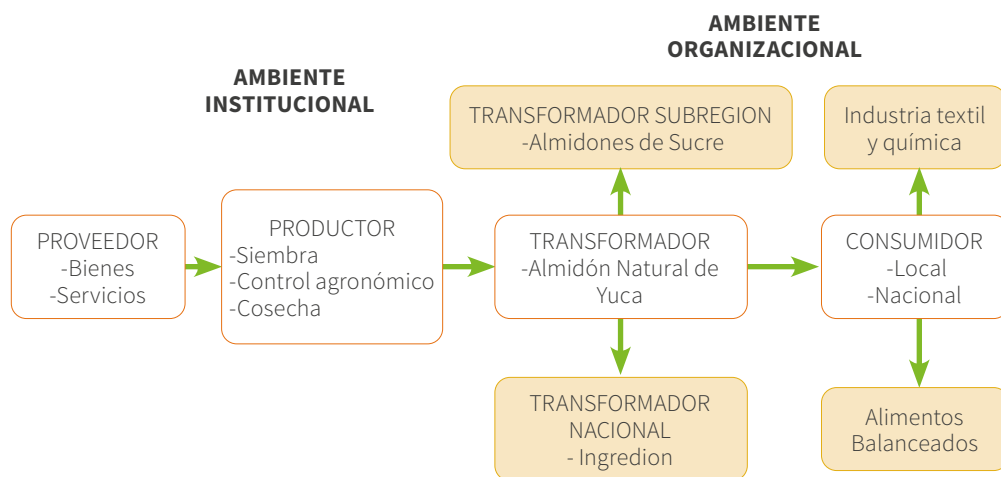 AMBIENTE
ORGANIZACIONAL
AMBIENTE
INSTITUCIONAL
TRANSFORMADOR SUBREGION
-Almidones de Sucre
Industria textil
y química
PROVEEDOR
-Bienes
-Servicios
PRODUCTOR
-Siembra
-Control agronómico
-Cosecha
TRANSFORMADOR
-Almidón Natural de
Yuca
CONSUMIDOR
-Local
-Nacional
TRANSFORMADOR
NACIONAL
- Ingredion
Alimentos
Balanceados